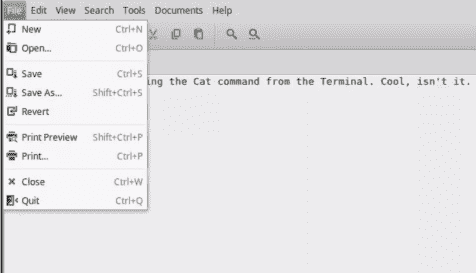 File Edit View Search Tools Documents Help
New Ctrl+N
Open... Ctrl+O
Save Ctrl+S
Save As... Shift+Ctrl+S
Revert
Print Preview Shift+Ctrl+P
Print... Ctrl+P
Close Ctrl+W
Quit Ctrl+Q
ing the Cat command from the Terminal. Cool, isn't it.